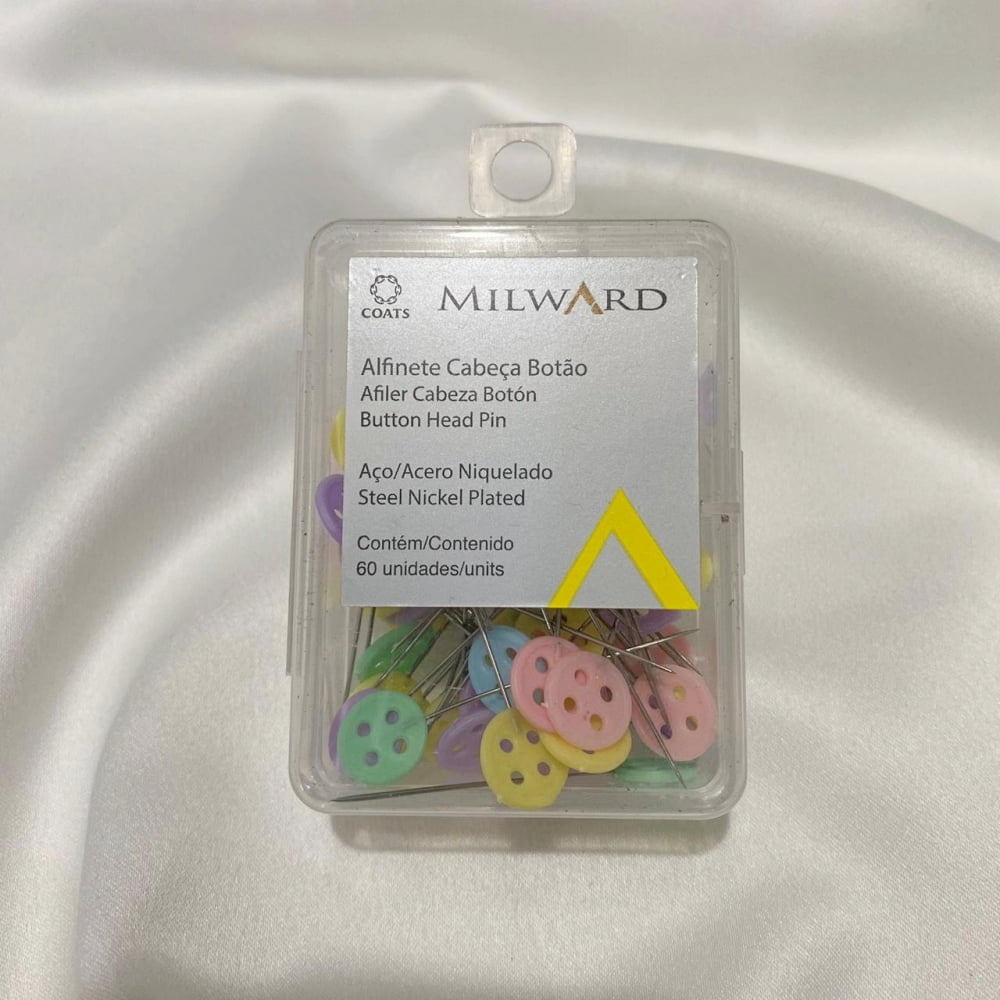 COATS
MILWARD
Alfinete Cabeça Botão
Afiler Cabeza Botón
Button Head Pin
Aço/Acero Niquelado
Steel Nickel Plated
Contém/Contenido
60 unidades/units